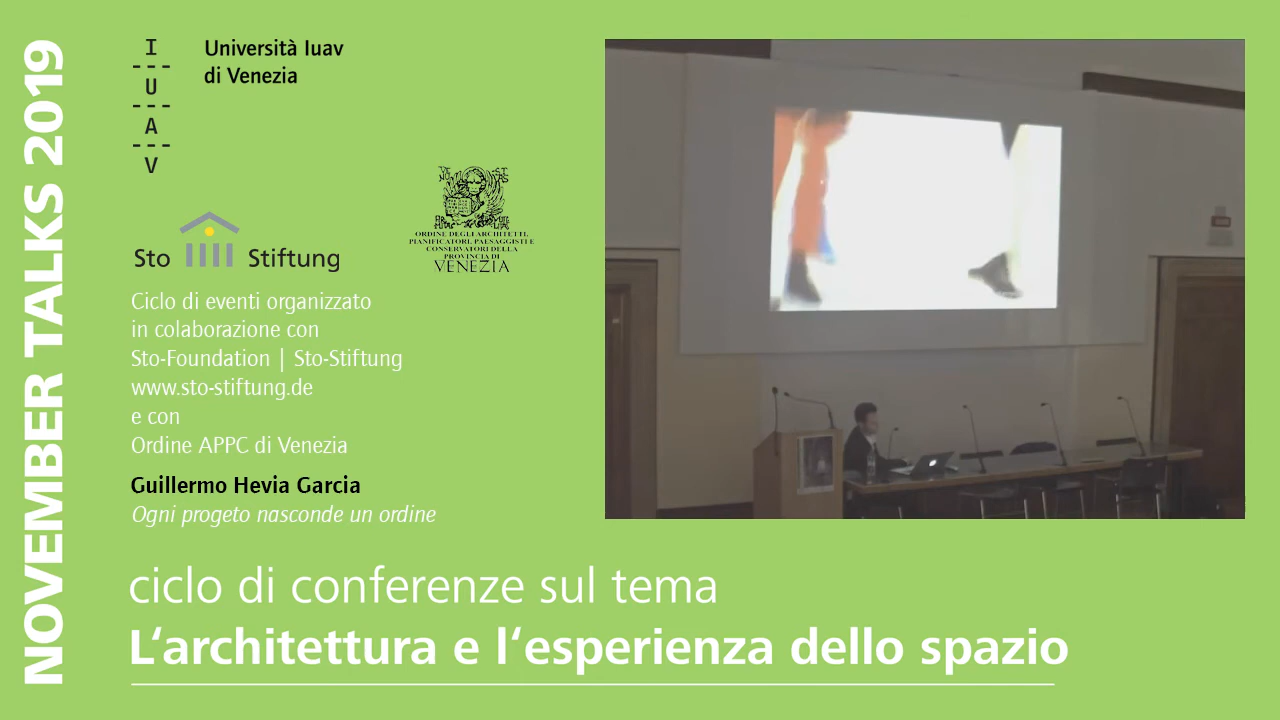 NOVEMBER TALKS 2019
I
U
A
V
Università Iuav
di Venezia
Sto Stiftung
ORDINE DEGLI ARCHITETTI,
PIANIFICATORI, PAESAGGISTI E
CONSERVATORI DELLA
PROVINCIA DI
VENEZIA
Ciclo di eventi organizzato
in colaborazione con
Sto-Foundation | Sto-Stiftung
www.sto-stiftung.de
e con
Ordine APPC di Venezia
Guillermo Hevia Garcia
Ogni progeto nasconde un ordine
ciclo di conferenze sul tema
L‘architettura e l‘esperienza dello spazio